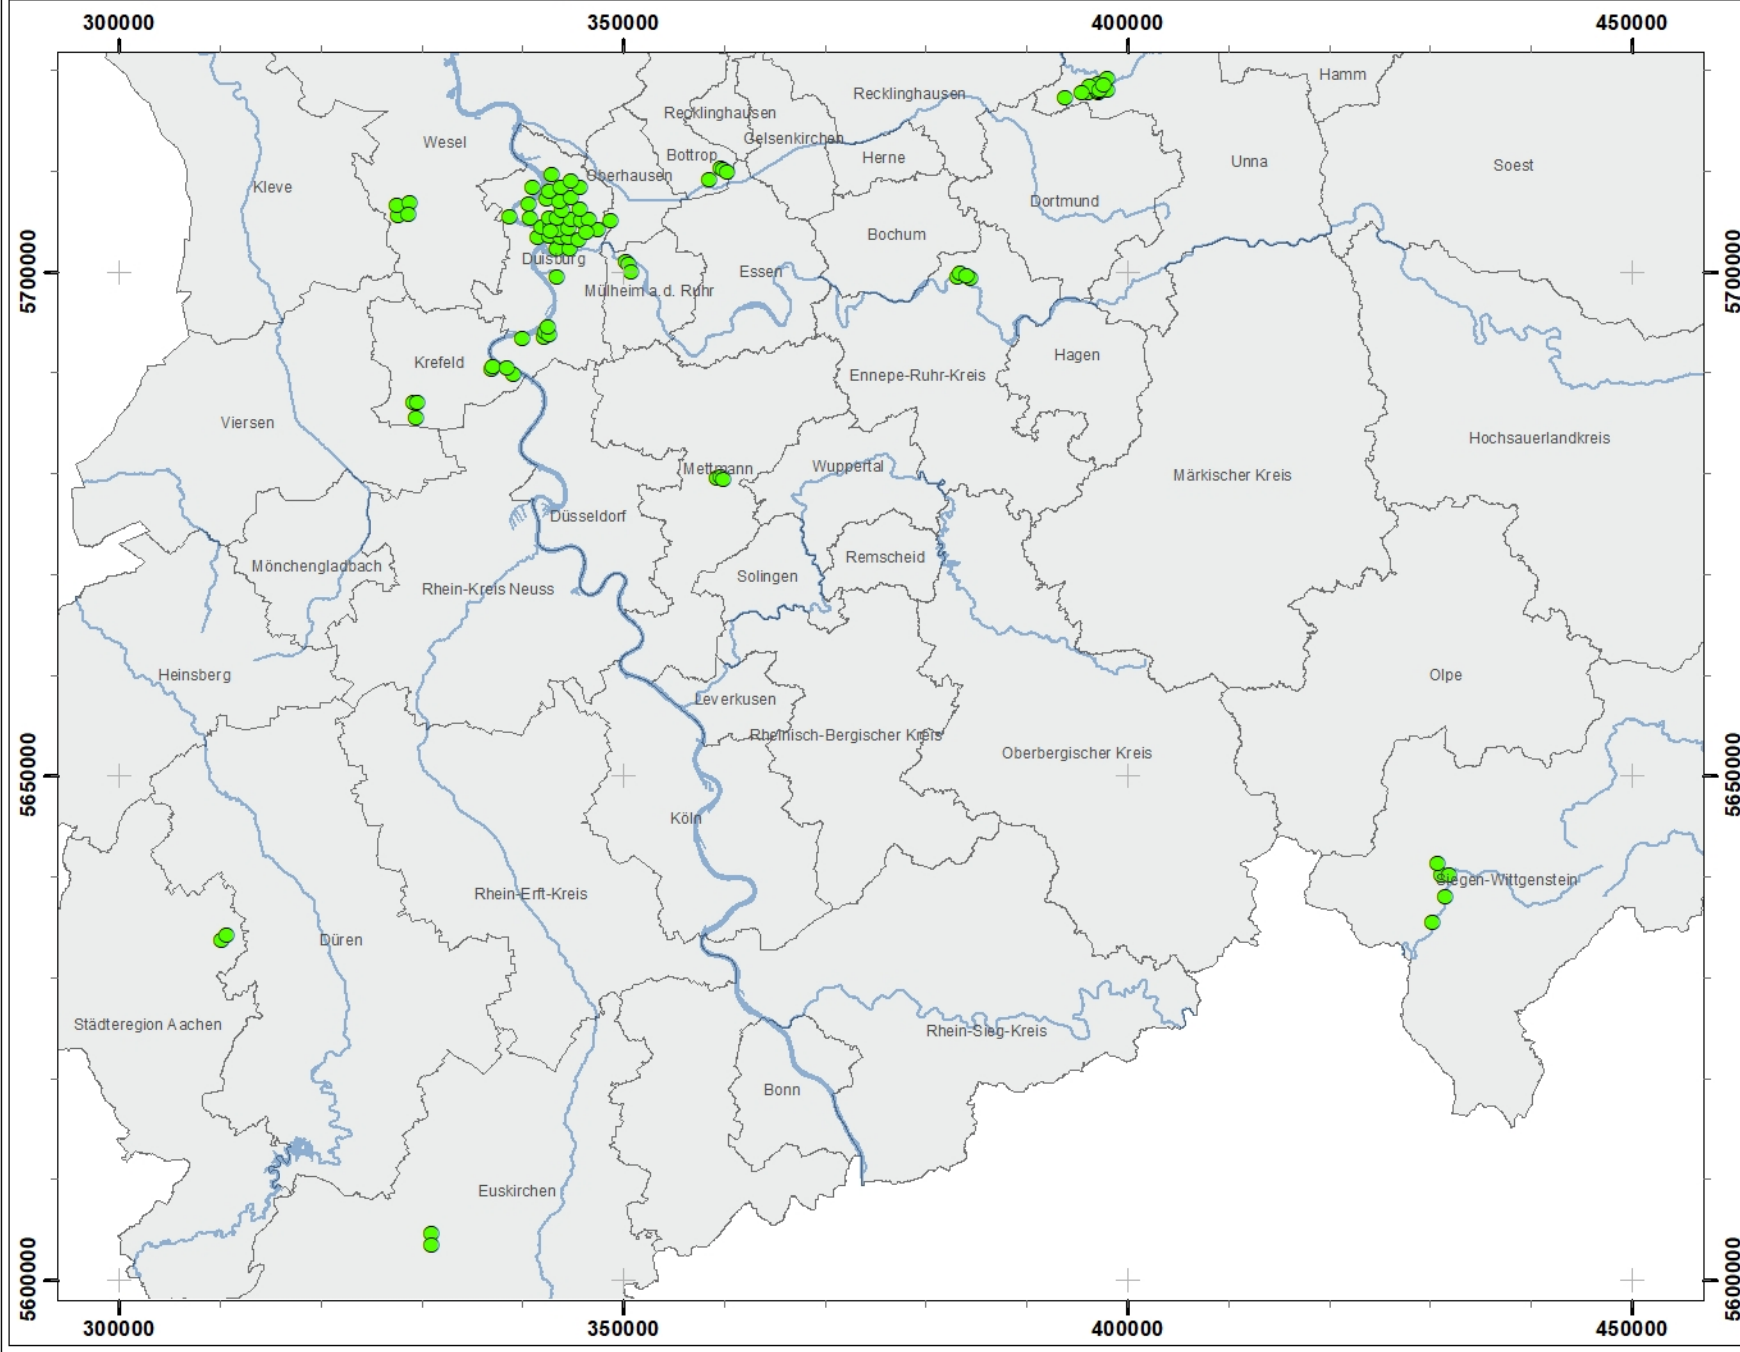 300000 350000 400000 450000
Hamm
Recklinghausen
Recklinghausen
Gelsenkirchen
Wesel
Bottrop
Herne
Unna
Soest
Oberhausen
Kleve
Dortmund
Bochum
5700000
5700000
Duisburg
Essen
Mülheim a.d. Ruhr
Hagen
Krefeld
Ennepe-Ruhr-Kreis
Viersen
Hochsauerlandkreis
Mettmann
Wuppertal
Märkischer Kreis
Düsseldorf
Remscheid
Mönchengladbach
Solingen
Rhein-Kreis Neuss
Heinsberg
Olpe
Leverkusen
Rheinisch-Bergischer Kreis
Oberbergischer Kreis
5650000
5650000
Köln
Siegen-Wittgenstein
Rhein-Erft-Kreis
Düren
Städteregion Aachen
Rhein-Sieg-Kreis
Bonn
Euskirchen
5600000
5600000
300000 350000 400000 450000